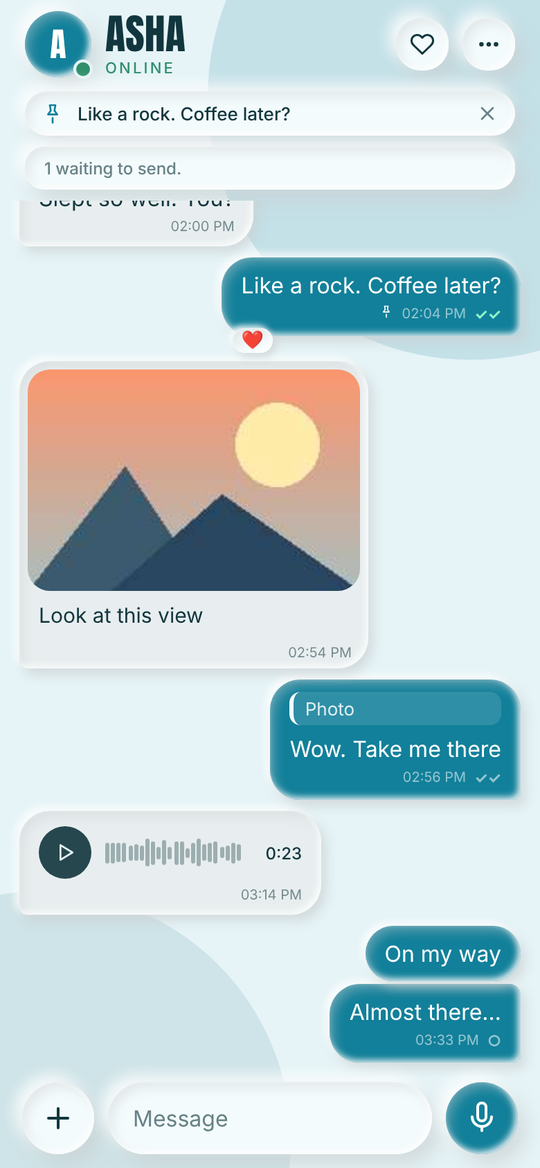 A
ASHA
ONLINE
Like a rock. Coffee later?
1 waiting to send.
Slept so well. You?
02:00 PM
Like a rock. Coffee later?
02:04 PM
Look at this view
02:54 PM
Photo
Wow. Take me there
02:56 PM
0:23
03:14 PM
On my way
Almost there...
03:33 PM
Message